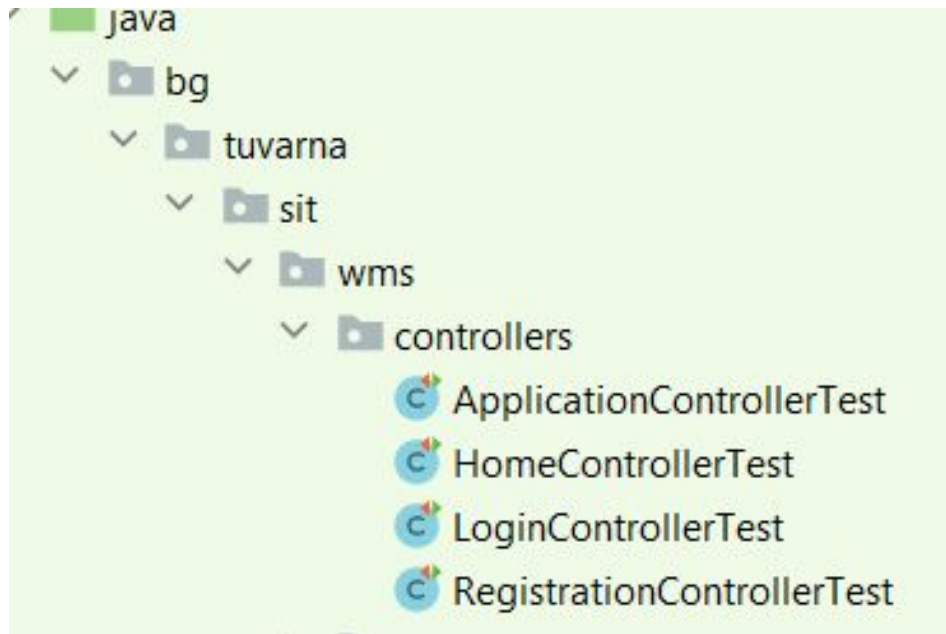 java
bg
tuvarna
sit
wms
controllers
ApplicationControllerTest
HomeControllerTest
LoginControllerTest
RegistrationControllerTest